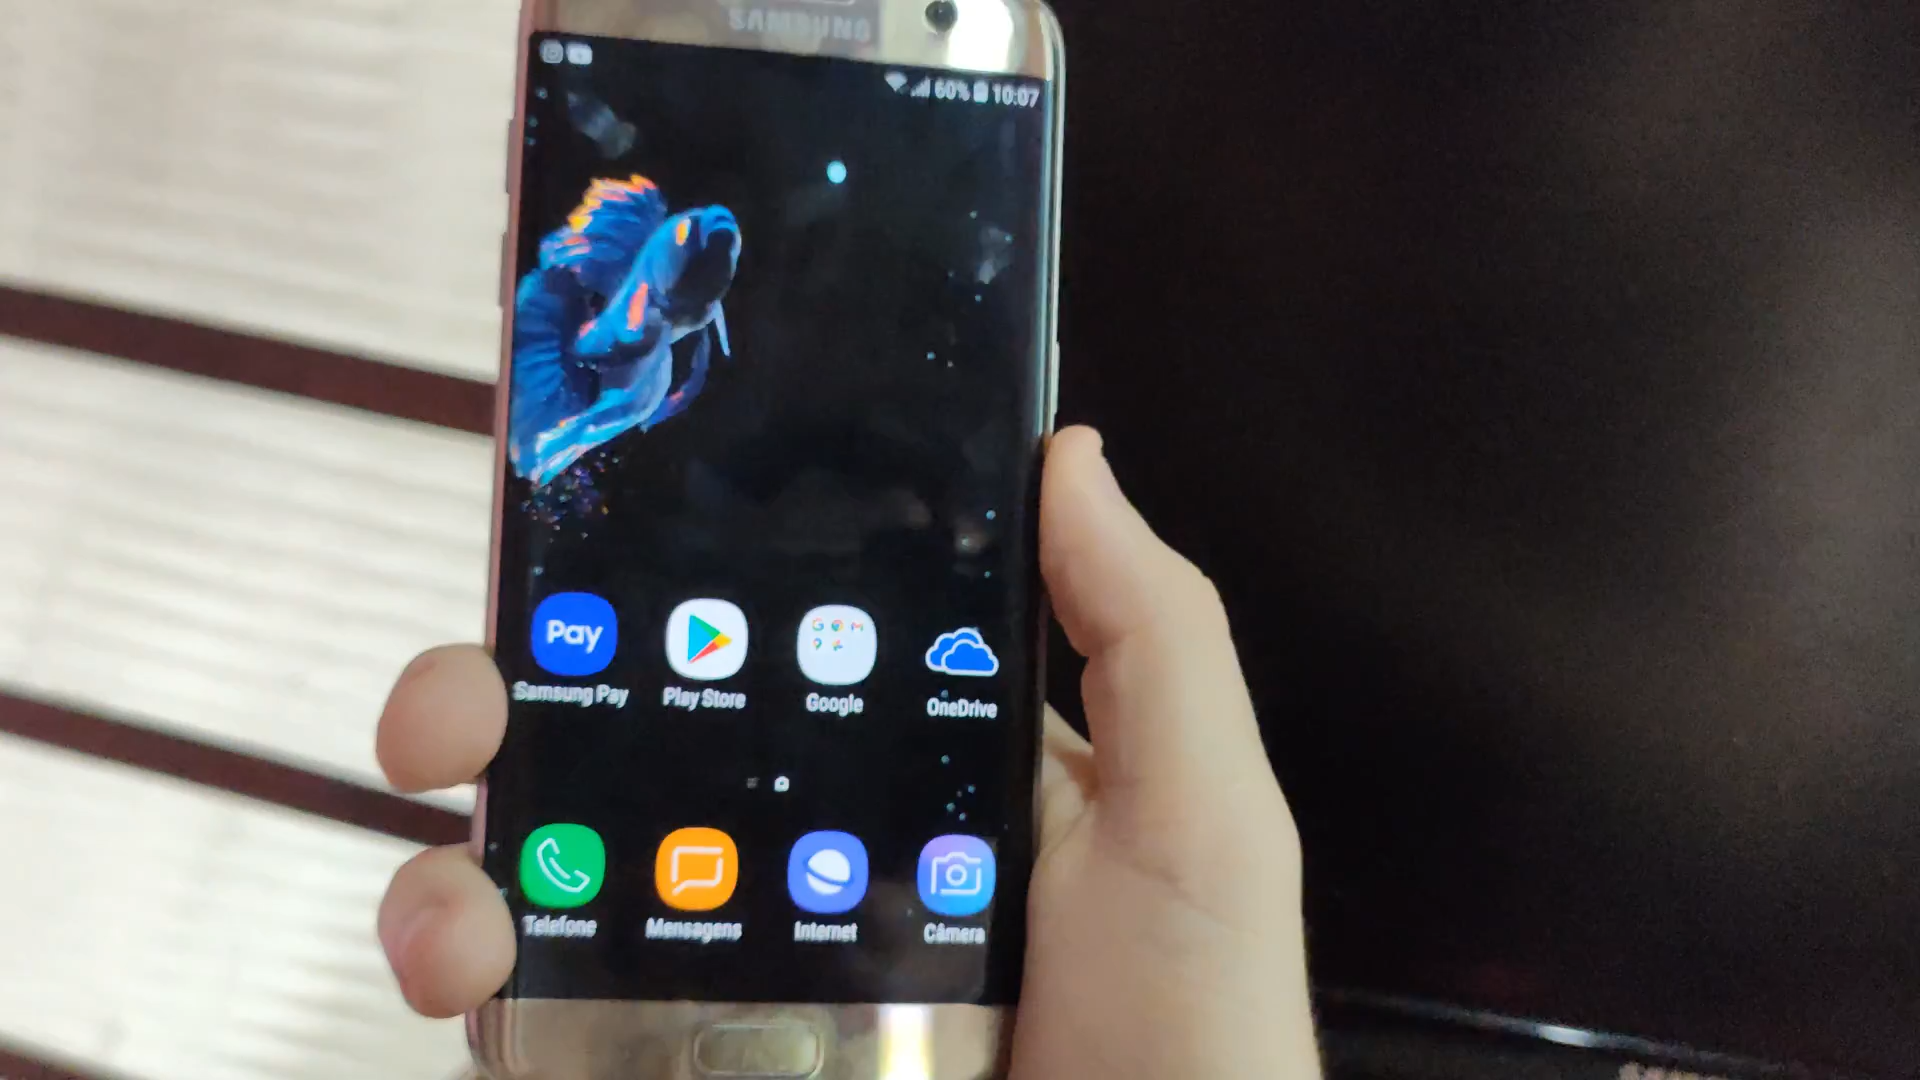 SAMSUNG
60% 10:07
Pay
Samsung Pay
Play Store
Google
OneDrive
Telefone
Mensagens
Internet
Câmera